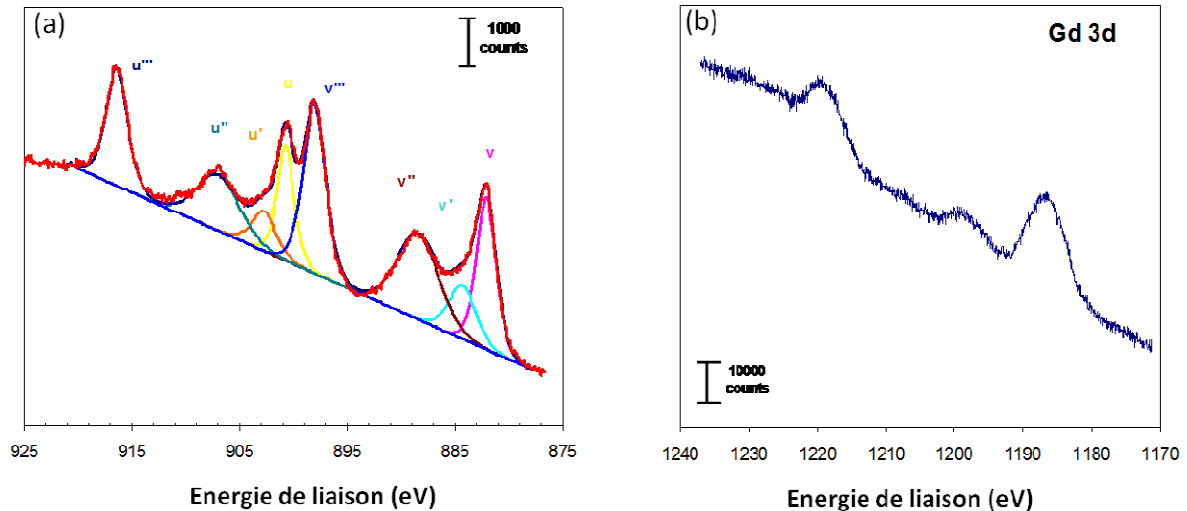 (a)
1000
counts
u'''
u''
u'
u
v'''
v''
v'
v
925
915
905
895
885
875
Energie de liaison (eV)
(b)
Gd 3d
10000
counts
1240
1230
1220
1210
1200
1190
1180
1170
Energie de liaison (eV)